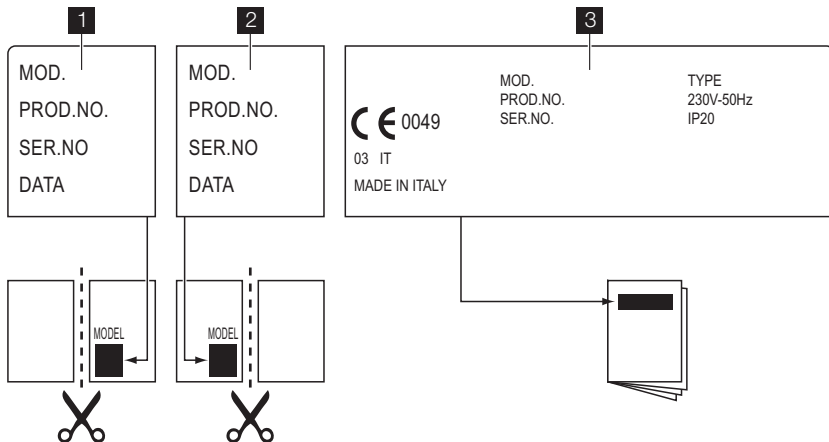 1
MOD.
PROD.NO.
SER.NO
DATA
MODEL
2
MOD.
PROD.NO.
SER.NO
DATA
MODEL
3
MOD. TYPE
PROD.NO. 230V-50Hz
SER.NO. IP20
CE 0049
03 IT
MADE IN ITALY